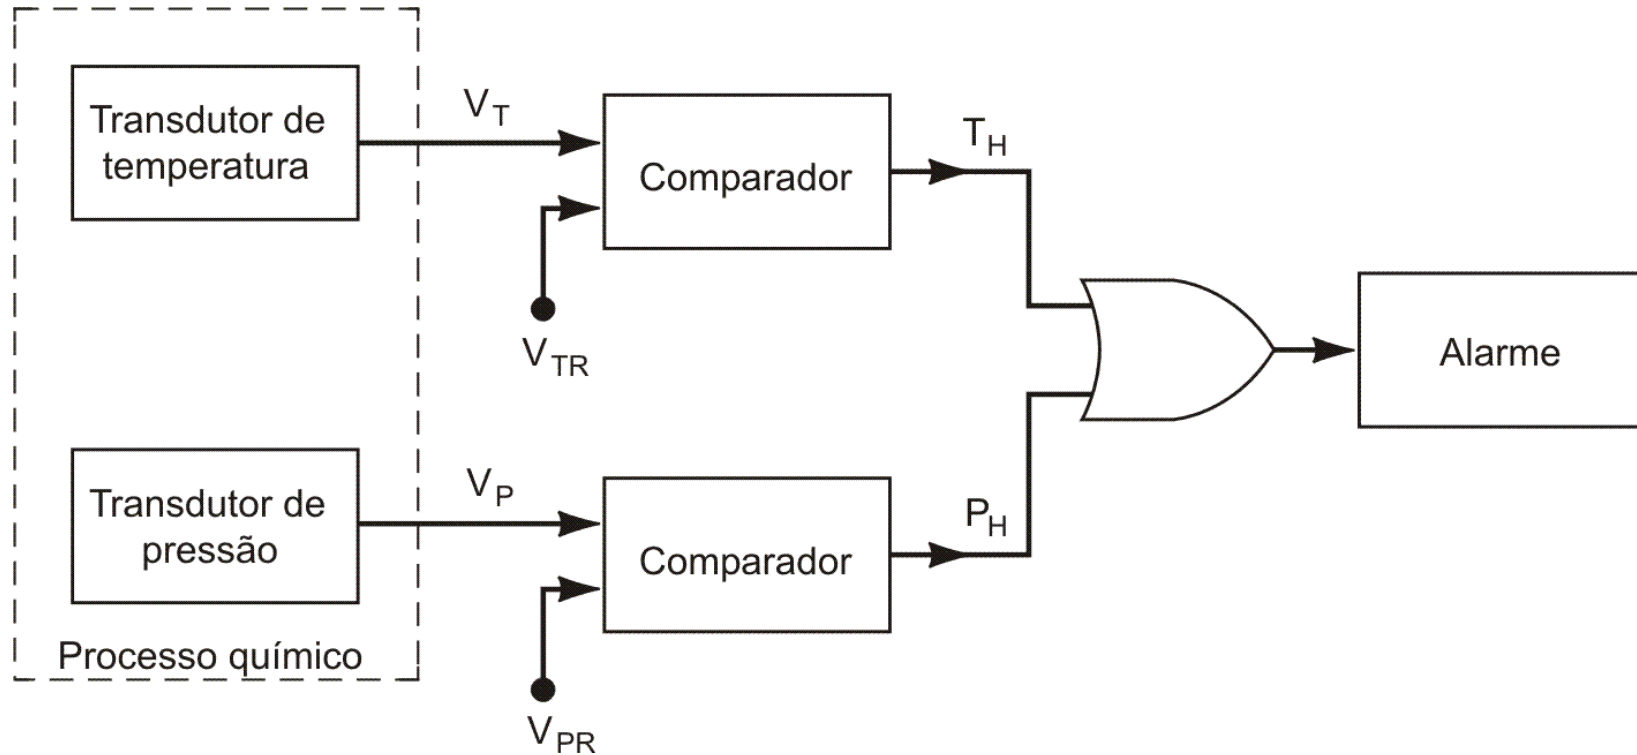 Transdutor de
temperatura
V_T
V_TR
Comparador
T_H
Transdutor de
pressão
V_P
V_PR
Comparador
P_H
Alarme
Processo químico